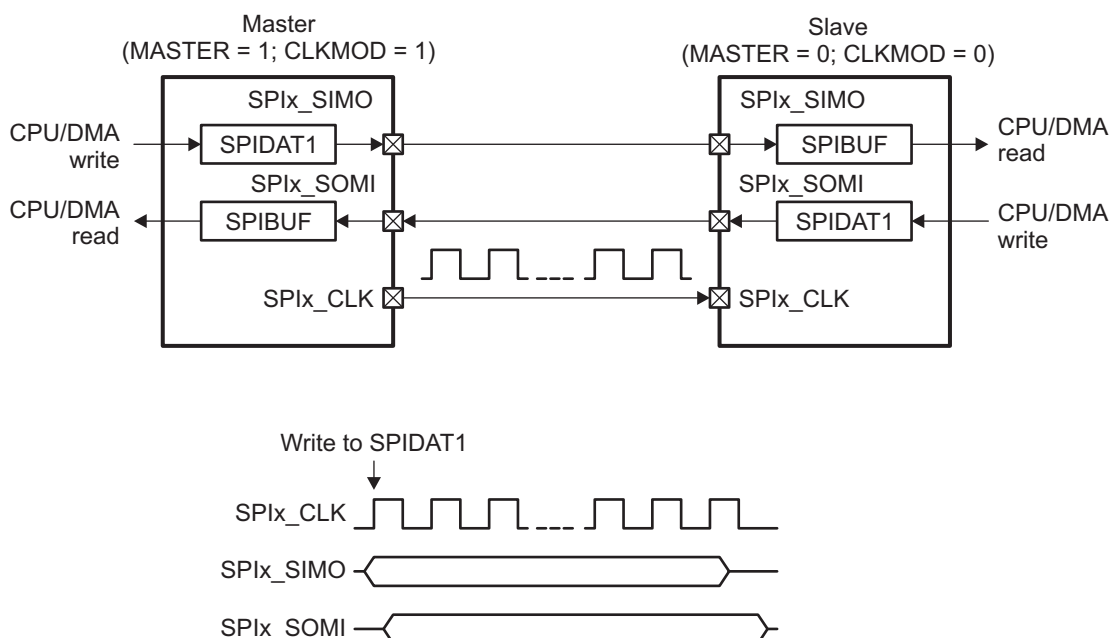 Master
(MASTER = 1; CLKMOD = 1)
Slave
(MASTER = 0; CLKMOD = 0)
SPIx_SIMO
SPIx_SIMO
CPU/DMA
write
SPIDAT1
SPIBUF
CPU/DMA
read
SPIx_SOMI
SPIx_SOMI
CPU/DMA
read
SPIBUF
SPIDAT1
CPU/DMA
write
SPIx_CLK
SPIx_CLK
Write to SPIDAT1
SPIx_CLK
SPIx_SIMO
SPIx_SOMI